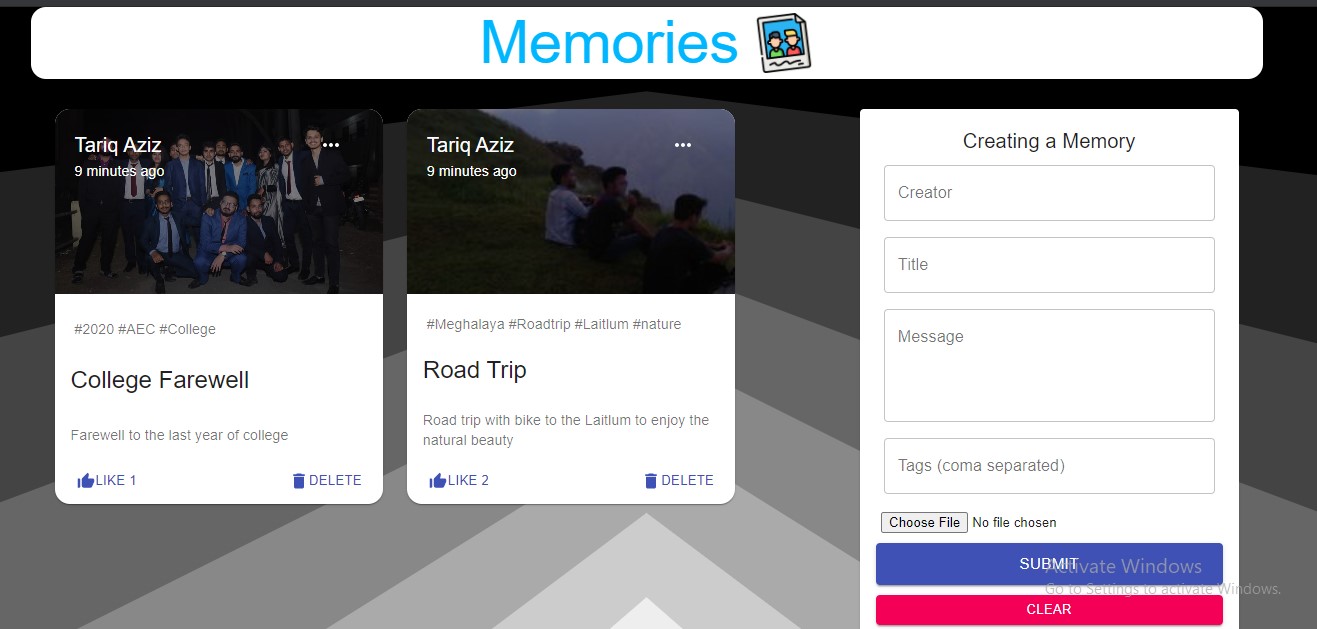 Memories
Tariq Aziz
9 minutes ago
#2020 #AEC #College
College Farewell
Farewell to the last year of college
LIKE 1
DELETE
Tariq Aziz
9 minutes ago
#Meghalaya #Roadtrip #Laitlum #nature
Road Trip
Road trip with bike to the Laitlum to enjoy the
natural beauty
LIKE 2
DELETE
Creating a Memory
Creator
Title
Message
Tags (coma separated)
Choose File No file chosen
SUBMIT
Activate Windows
Go to Settings to activate Windows.
CLEAR